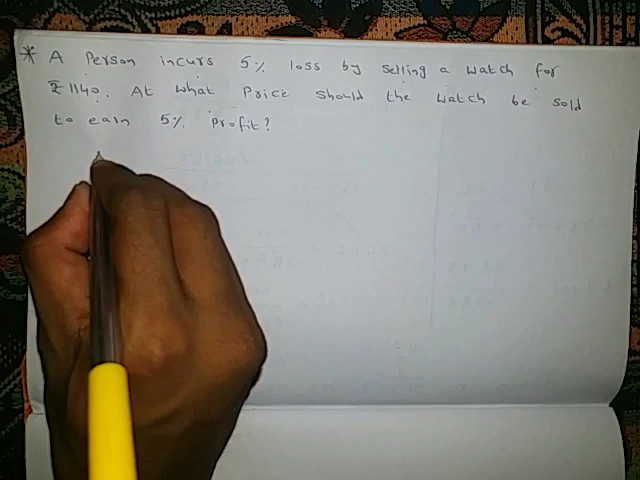 * A Person incurs 5% loss by selling a watch for
₹1140. At what Price should the watch be sold
to earn 5% Profit?